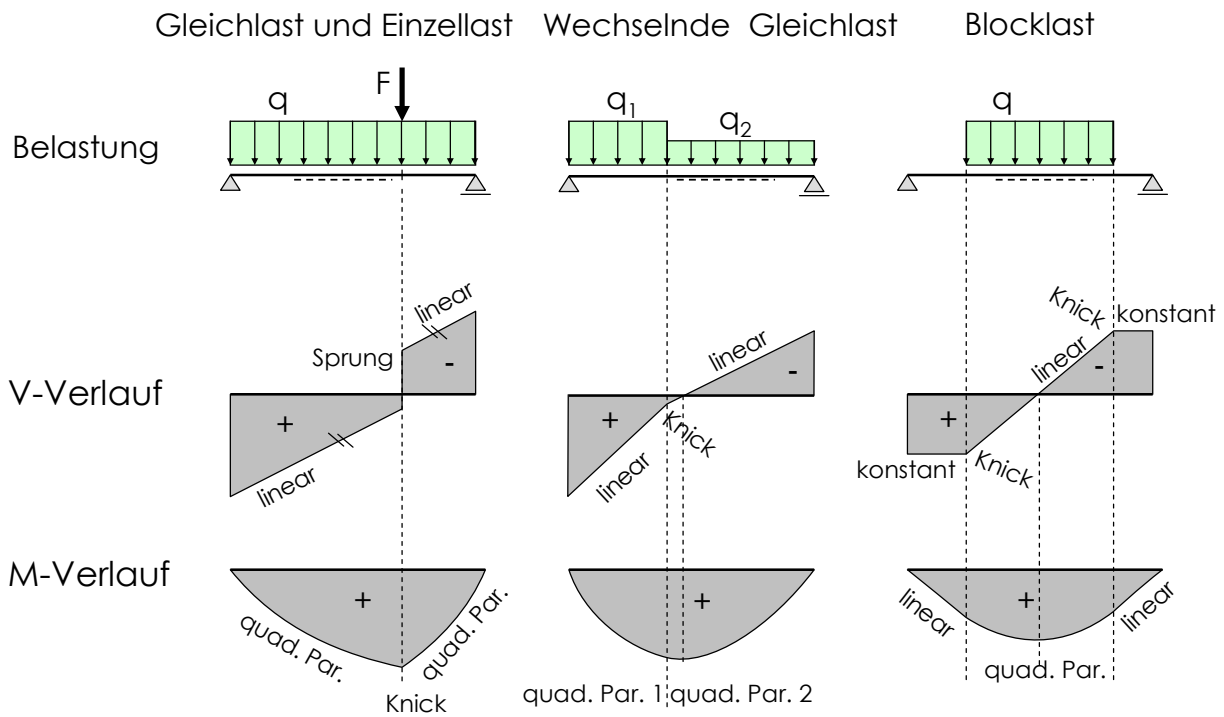 Gleichlast und Einzellast
Wechselnde Gleichlast
Blocklast
Belastung
F
q
q1
q2
q
V-Verlauf
linear
Sprung
-
+
linear
linear
-
+
Knick
linear
Knick
konstant
linear
-
+
konstant
Knick
M-Verlauf
+
quad. Par.
quad. Par.
Knick
+
quad. Par. 1
quad. Par. 2
linear
+
linear
quad. Par.